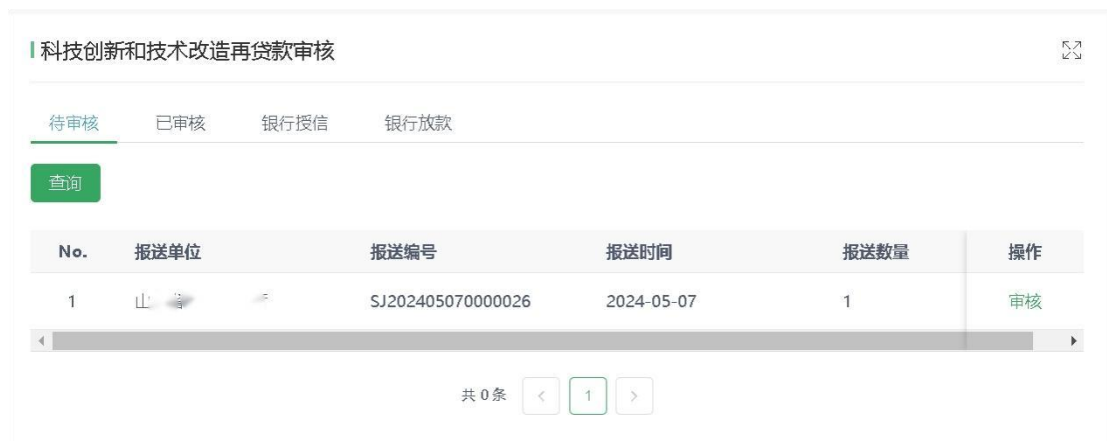 科技创新和技术改造再贷款审核
待审核 已审核 银行授信 银行放款
查询
No. 报送单位 报送编号 报送时间 报送数量 操作
1 山 SJ202405070000026 2024-05-07 1 审核
共 0 条 1